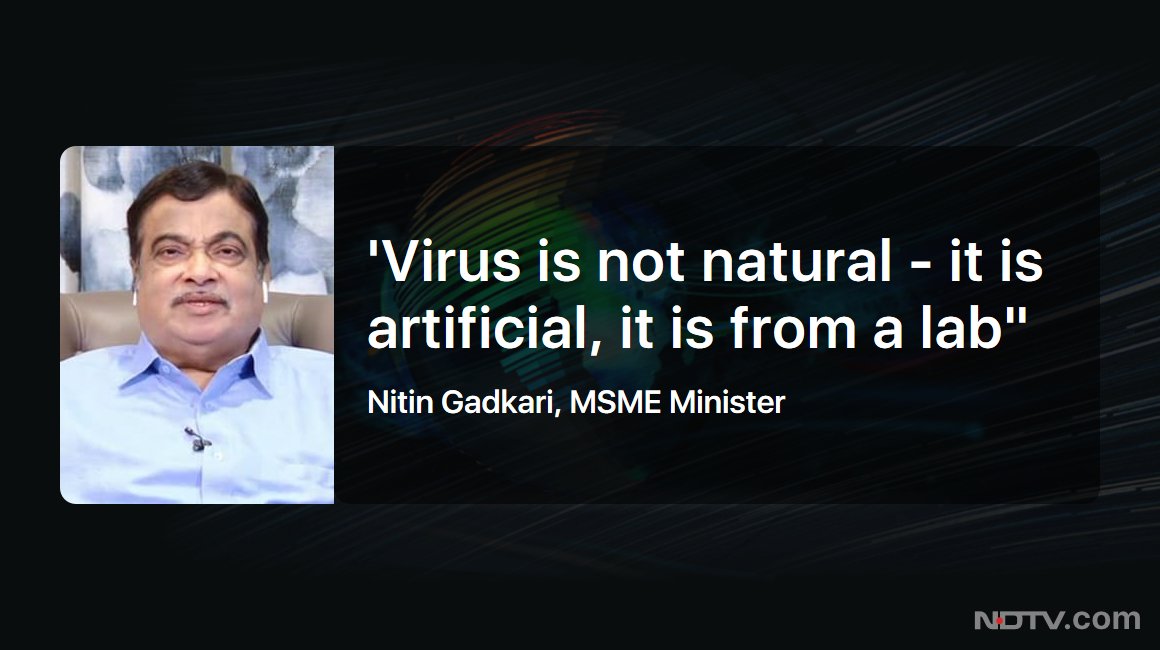 'Virus is not natural - it is
artificial, it is from a lab"
Nitin Gadkari, MSME Minister
NDTV.com